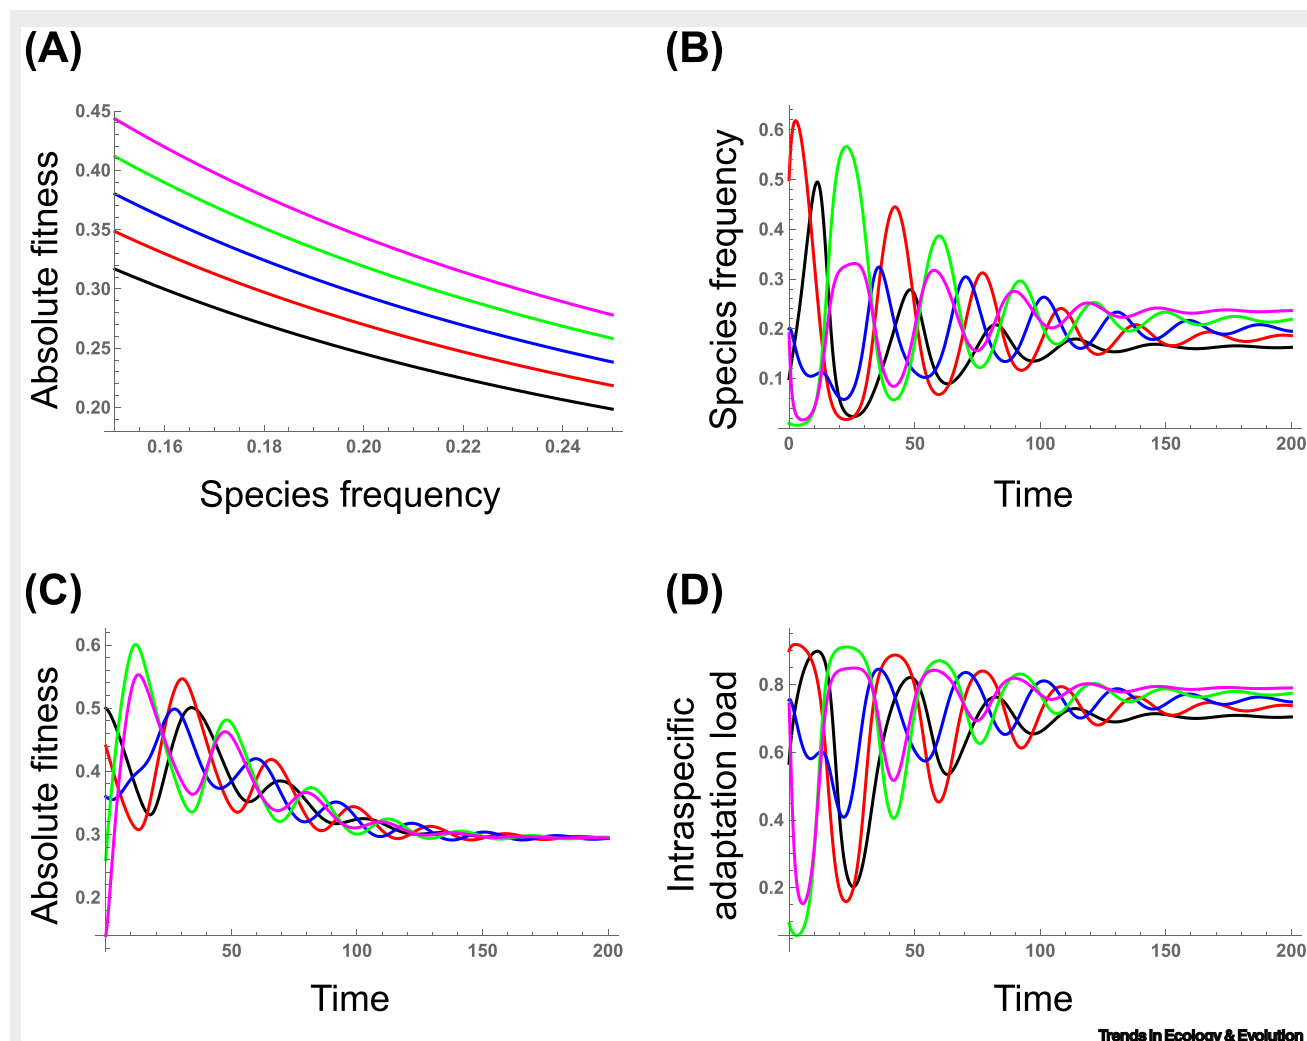 (A)
(B)
0.45
0.40
0.35
0.30
0.25
0.20
Absolute fitness
0.16
0.18
0.20
0.22
0.24
Species frequency
0.6
0.5
0.4
0.3
0.2
0.1
Species frequency
0
50
100
150
200
Time
(C)
(D)
0.6
0.5
0.4
0.3
0.2
Absolute fitness
50
100
150
200
Time
0.8
0.6
0.4
0.2
Intraspecific
adaptation load
50
100
150
200
Time
Trends in Ecology & Evolution